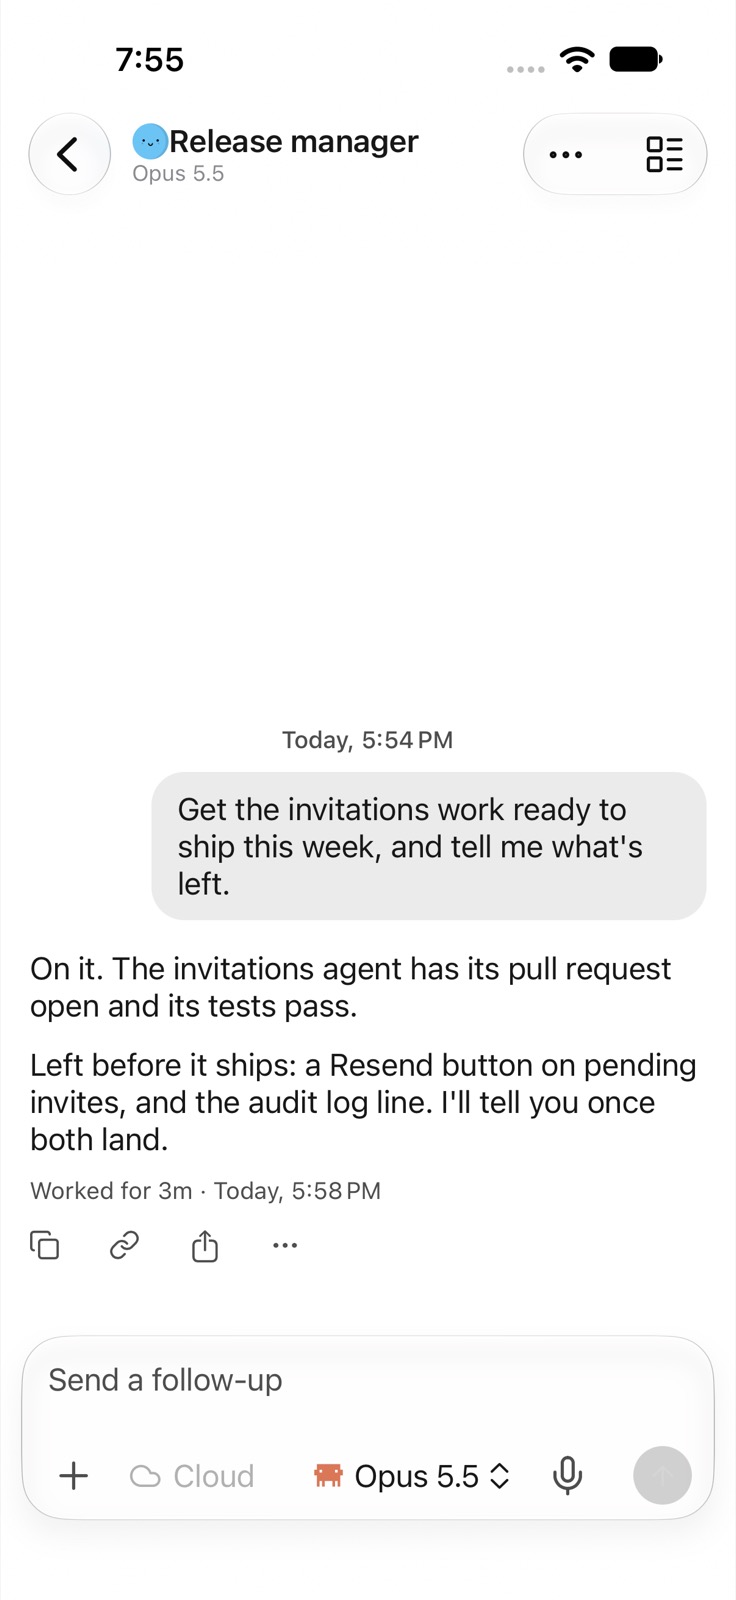 7:55
Release manager
Opus 5.5
Today, 5:54 PM
Get the invitations work ready to
ship this week, and tell me what's
left.
On it. The invitations agent has its pull request
open and its tests pass.
Left before it ships: a Resend button on pending
invites, and the audit log line. I'll tell you once
both land.
Worked for 3m · Today, 5:58 PM
Send a follow-up
Cloud
Opus 5.5